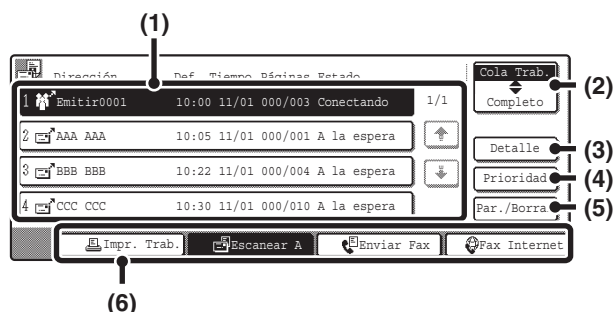 (1)
Dirección Def. Tiempo Páginas Estado
Cola Trab.
(2)
1 Emitir0001 10:00 11/01 000/003 Conectando 1/1
Completo
2 AAA AAA 10:05 11/01 000/001 A la espera
Detalle
(3)
3 BBB BBB 10:22 11/01 000/004 A la espera
Prioridad
(4)
4 CCC CCC 10:30 11/01 000/010 A la espera
Par./Borra
(5)
Impr. Trab. Escanear A Enviar Fax Fax Internet
(6)